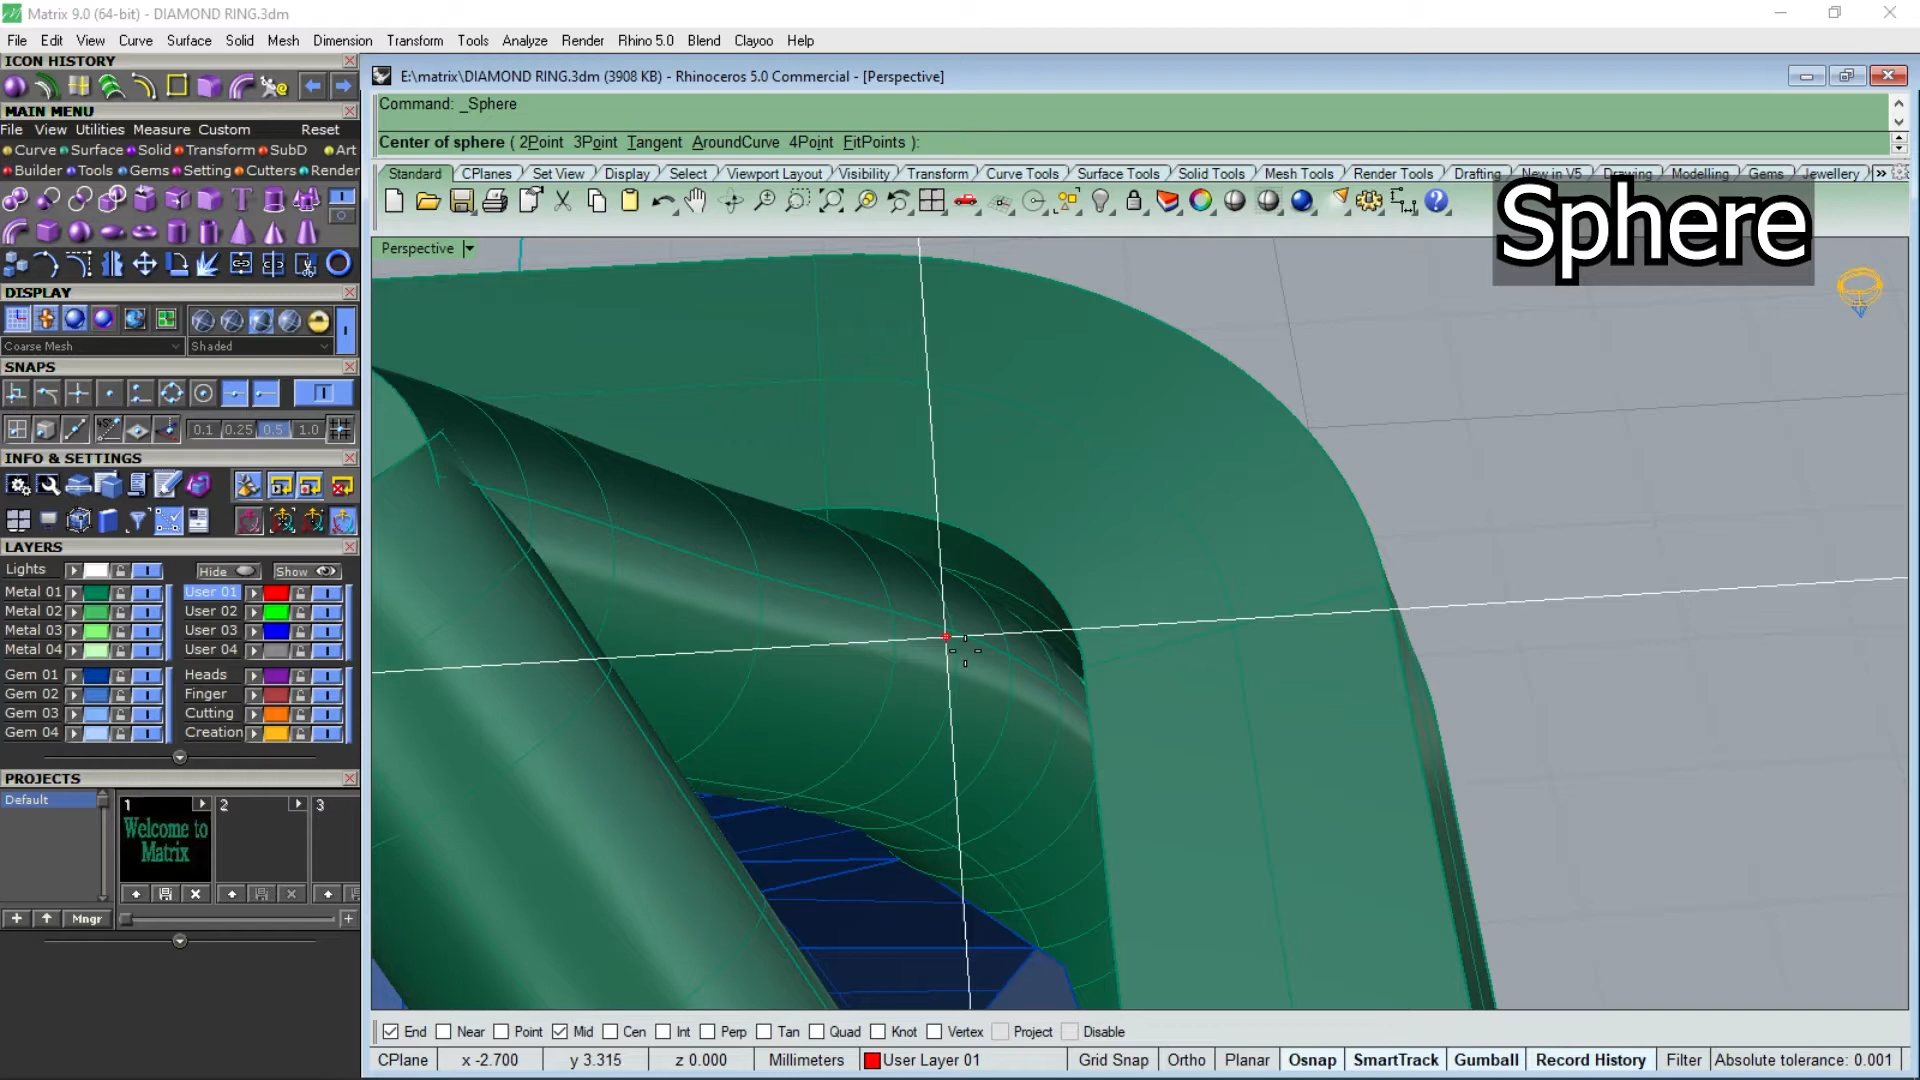 Matrix 9.0 (64-bit) - DIAMOND RING.3dm
File Edit View Curve Surface Solid Mesh Dimension Transform Tools Analyze Render Rhino 5.0 Blend Clayoo Help
ICON HISTORY
E:\matrix\DIAMOND RING.3dm (3908 KB) - Rhinoceros 5.0 Commercial - [Perspective]
Command: _Sphere
Center of sphere ( 2Point 3Point Tangent AroundCurve 4Point FitPoints ):
MAIN MENU
File View Utilities Measure Custom Reset
Curve Surface Solid Transform SubD Art
Builder Tools Gems Setting Cutters Render
Standard CPlanes Set View Display Select Viewport Layout Visibility Transform Curve Tools Surface Tools Solid Tools Mesh Tools Render Tools Drafting New in V5 Drawing Modelling Gems Jewellery
Sphere
Perspective
DISPLAY
Coarse Mesh Shaded
SNAPS
0.1 0.25 0.5 1.0
INFO & SETTINGS
LAYERS
Lights Hide Show
Metal 01 User 01
Metal 02 User 02
Metal 03 User 03
Metal 04 User 04
Gem 01 Heads
Gem 02 Finger
Gem 03 Cutting
Gem 04 Creation
PROJECTS
Default
1 2 3
Welcome to
Matrix
Mngr
End Near Point Mid Cen Int Perp Tan Quad Knot Vertex Project Disable
CPlane x -2.700 y 3.315 z 0.000 Millimeters User Layer 01 Grid Snap Ortho Planar Osnap SmartTrack Gumball Record History Filter Absolute tolerance: 0.001